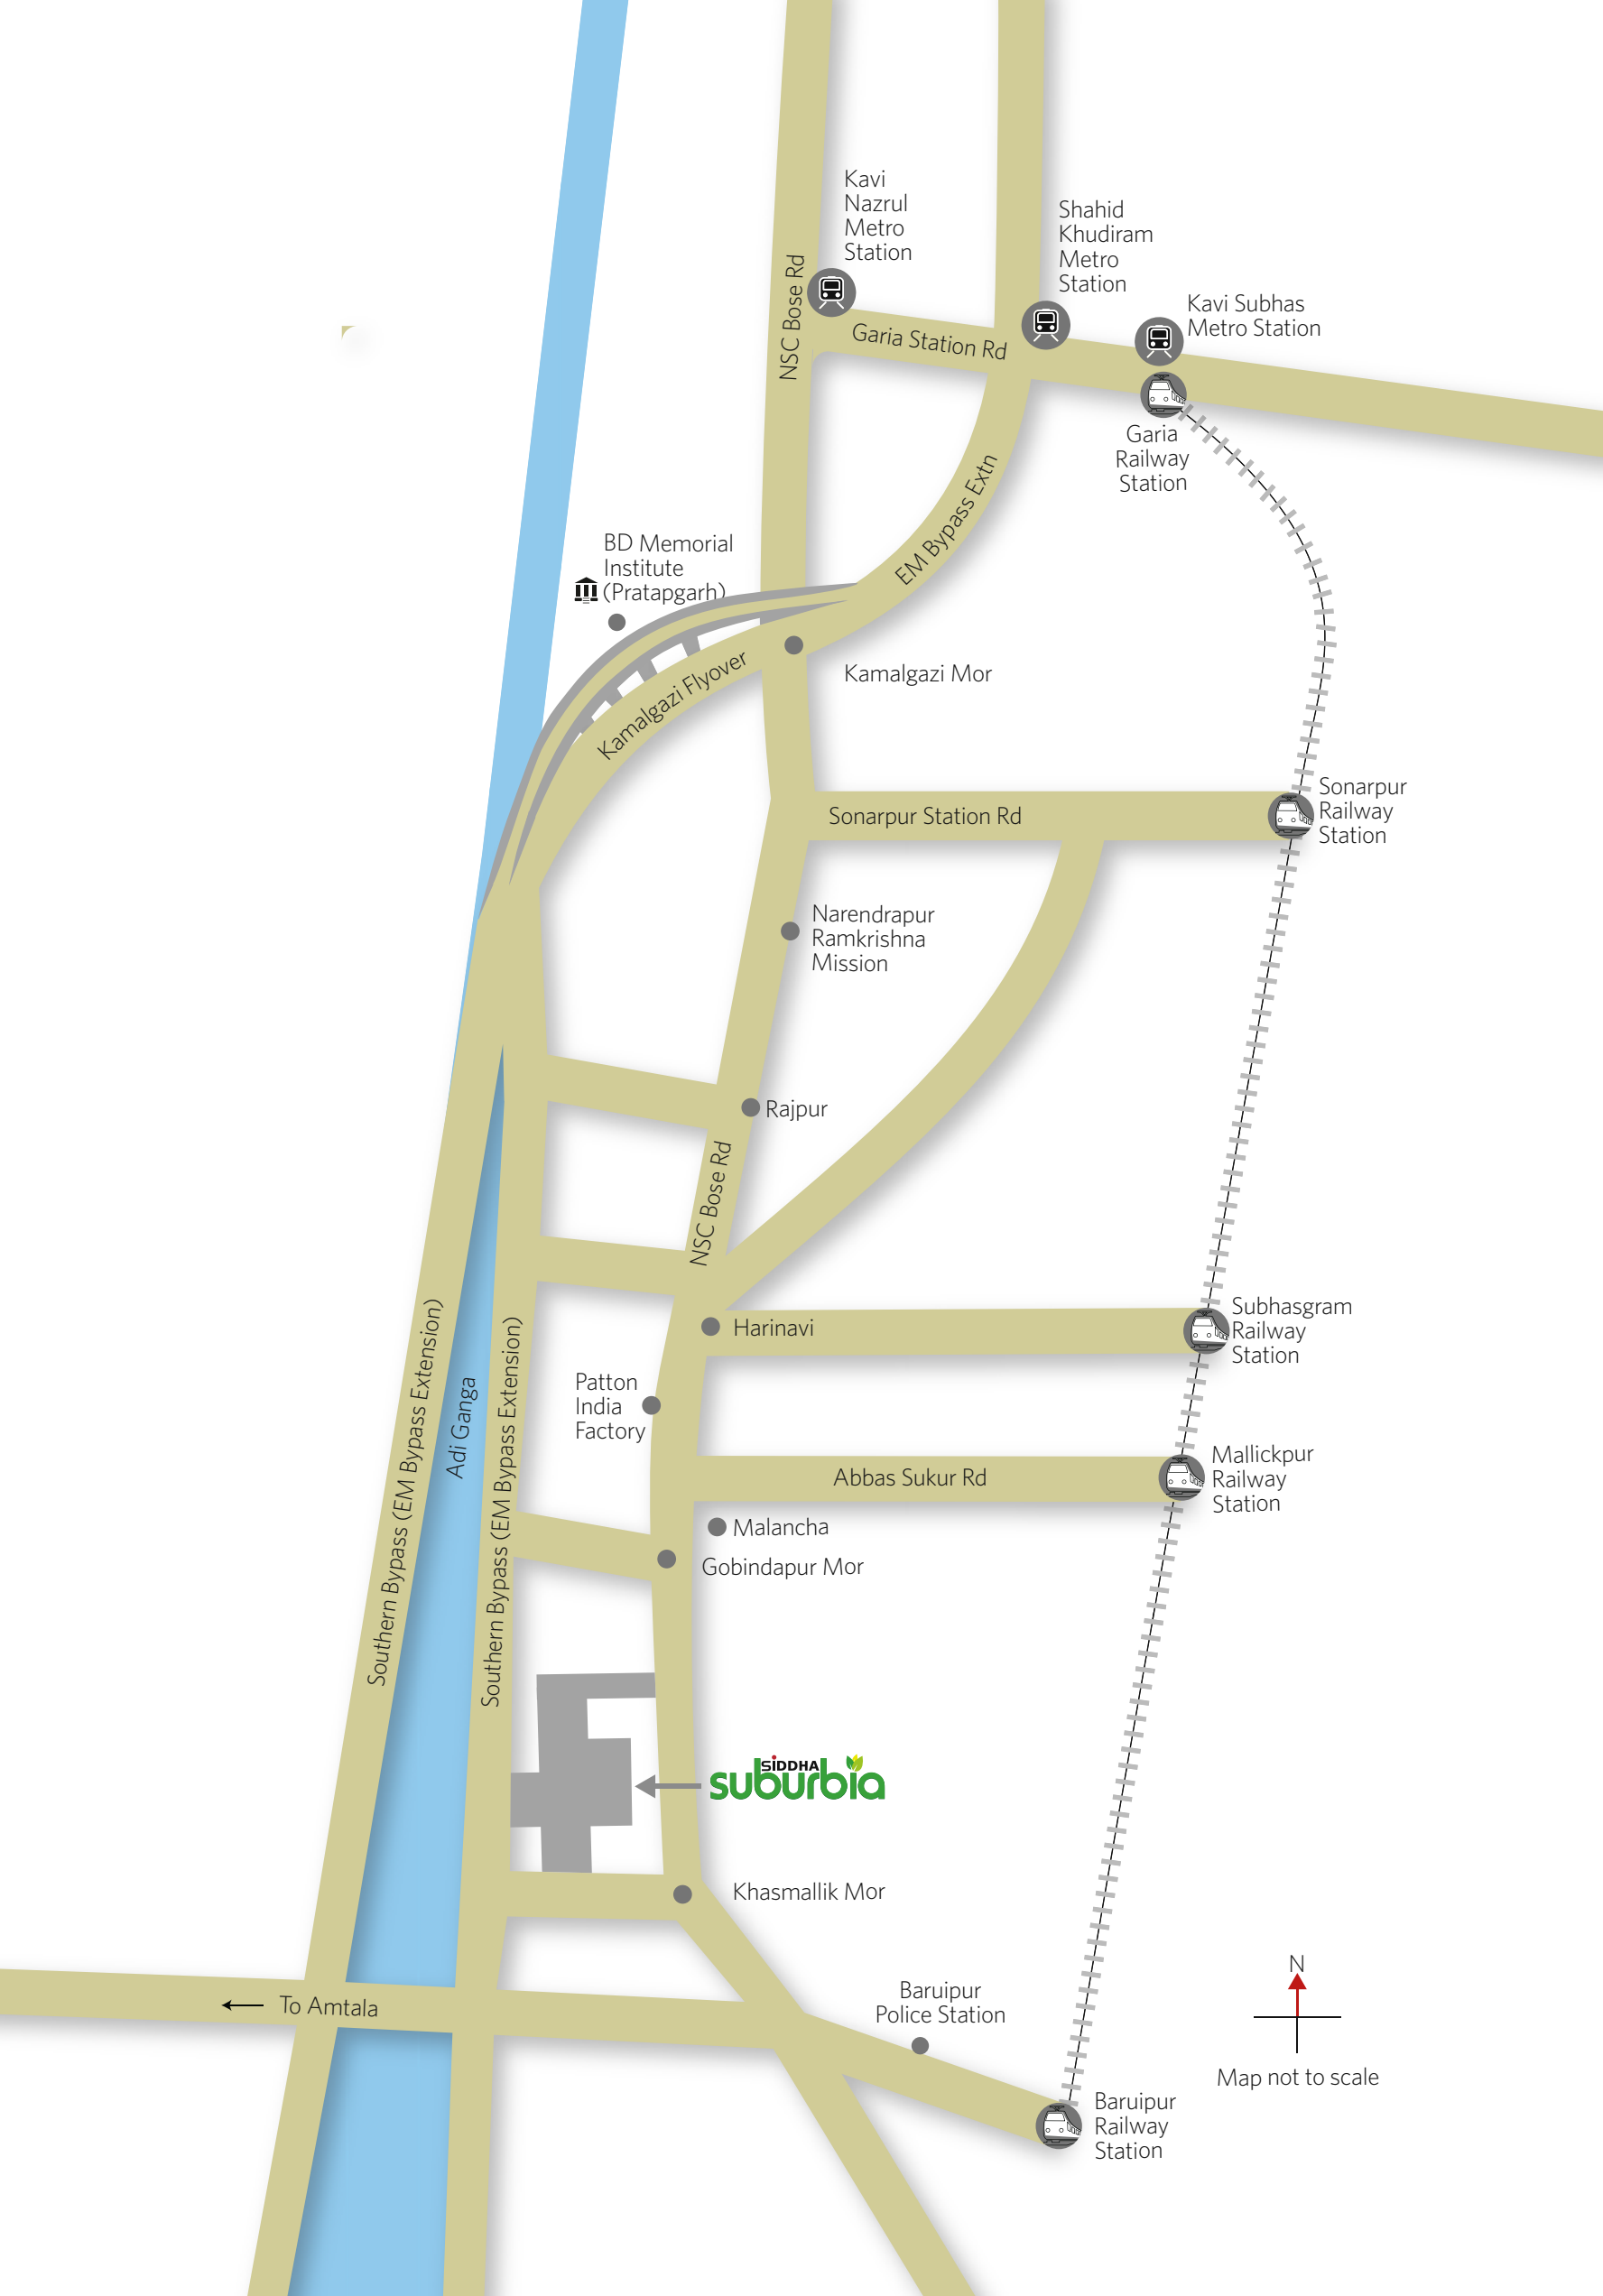 Kavi
Nazrul
Metro
Station
Shahid
Khudiram
Metro
Station
Kavi Subhas
Metro Station
NSC Bose Rd
Garia Station Rd
Garia
Railway
Station
EM Bypass Extn
BD Memorial
Institute
(Pratapgarh)
Kamalgazi Flyover
Kamalgazi Mor
Sonarpur
Railway
Station
Sonarpur Station Rd
Narendrapur
Ramkrishna
Mission
Rajpur
NSC Bose Rd
Subhasgram
Railway
Station
Harinavi
Southern Bypass (EM Bypass Extension)
Adi Ganga
Southern Bypass (EM Bypass Extension)
Patton
India
Factory
Abbas Sukur Rd
Mallickpur
Railway
Station
Malancha
Gobindapur Mor
SiDDHA
suburbia
Khasmallik Mor
To Amtala
Baruipur
Police Station
N
Map not to scale
Baruipur
Railway
Station